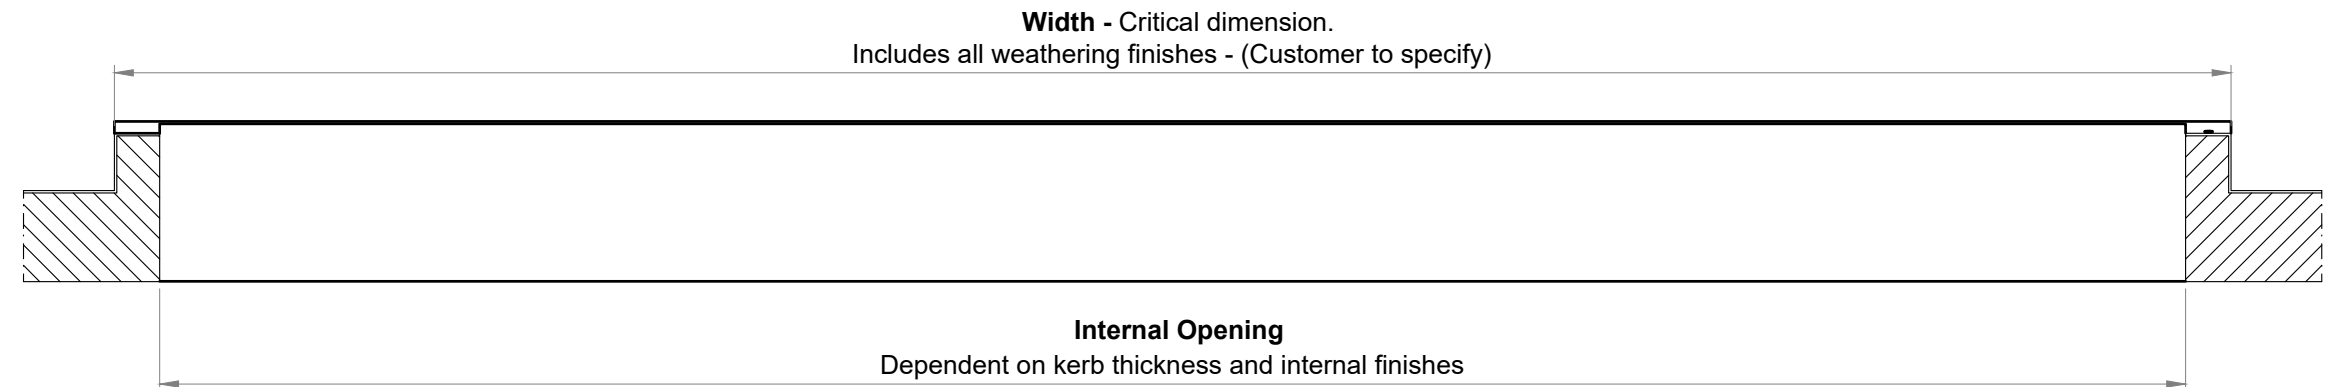 Width - Critical dimension.
Includes all weathering finishes - (Customer to specify)
Internal Opening
Dependent on kerb thickness and internal finishes